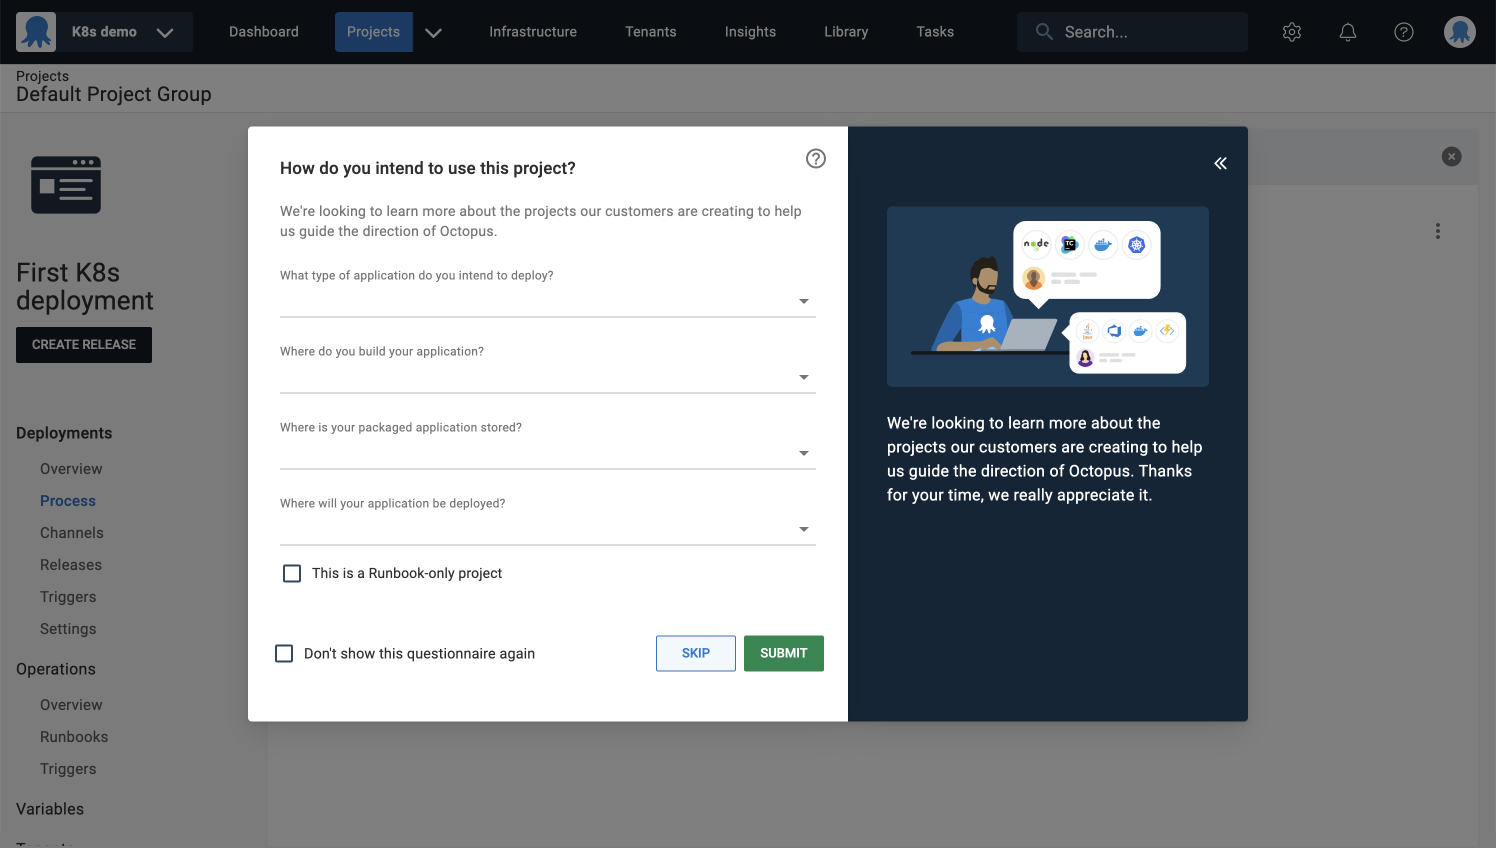 K8s demo
Dashboard
Projects
Infrastructure
Tenants
Insights
Library
Tasks
Search...
Projects
Default Project Group
First K8s
deployment
CREATE RELEASE
Deployments
Overview
Process
Channels
Releases
Triggers
Settings
Operations
Overview
Runbooks
Triggers
Variables
How do you intend to use this project?
We're looking to learn more about the projects our customers are creating to help
us guide the direction of Octopus.
What type of application do you intend to deploy?
Where do you build your application?
Where is your packaged application stored?
Where will your application be deployed?
This is a Runbook-only project
Don't show this questionnaire again
SKIP
SUBMIT
node
TC
We're looking to learn more about the
projects our customers are creating to help
us guide the direction of Octopus. Thanks
for your time, we really appreciate it.